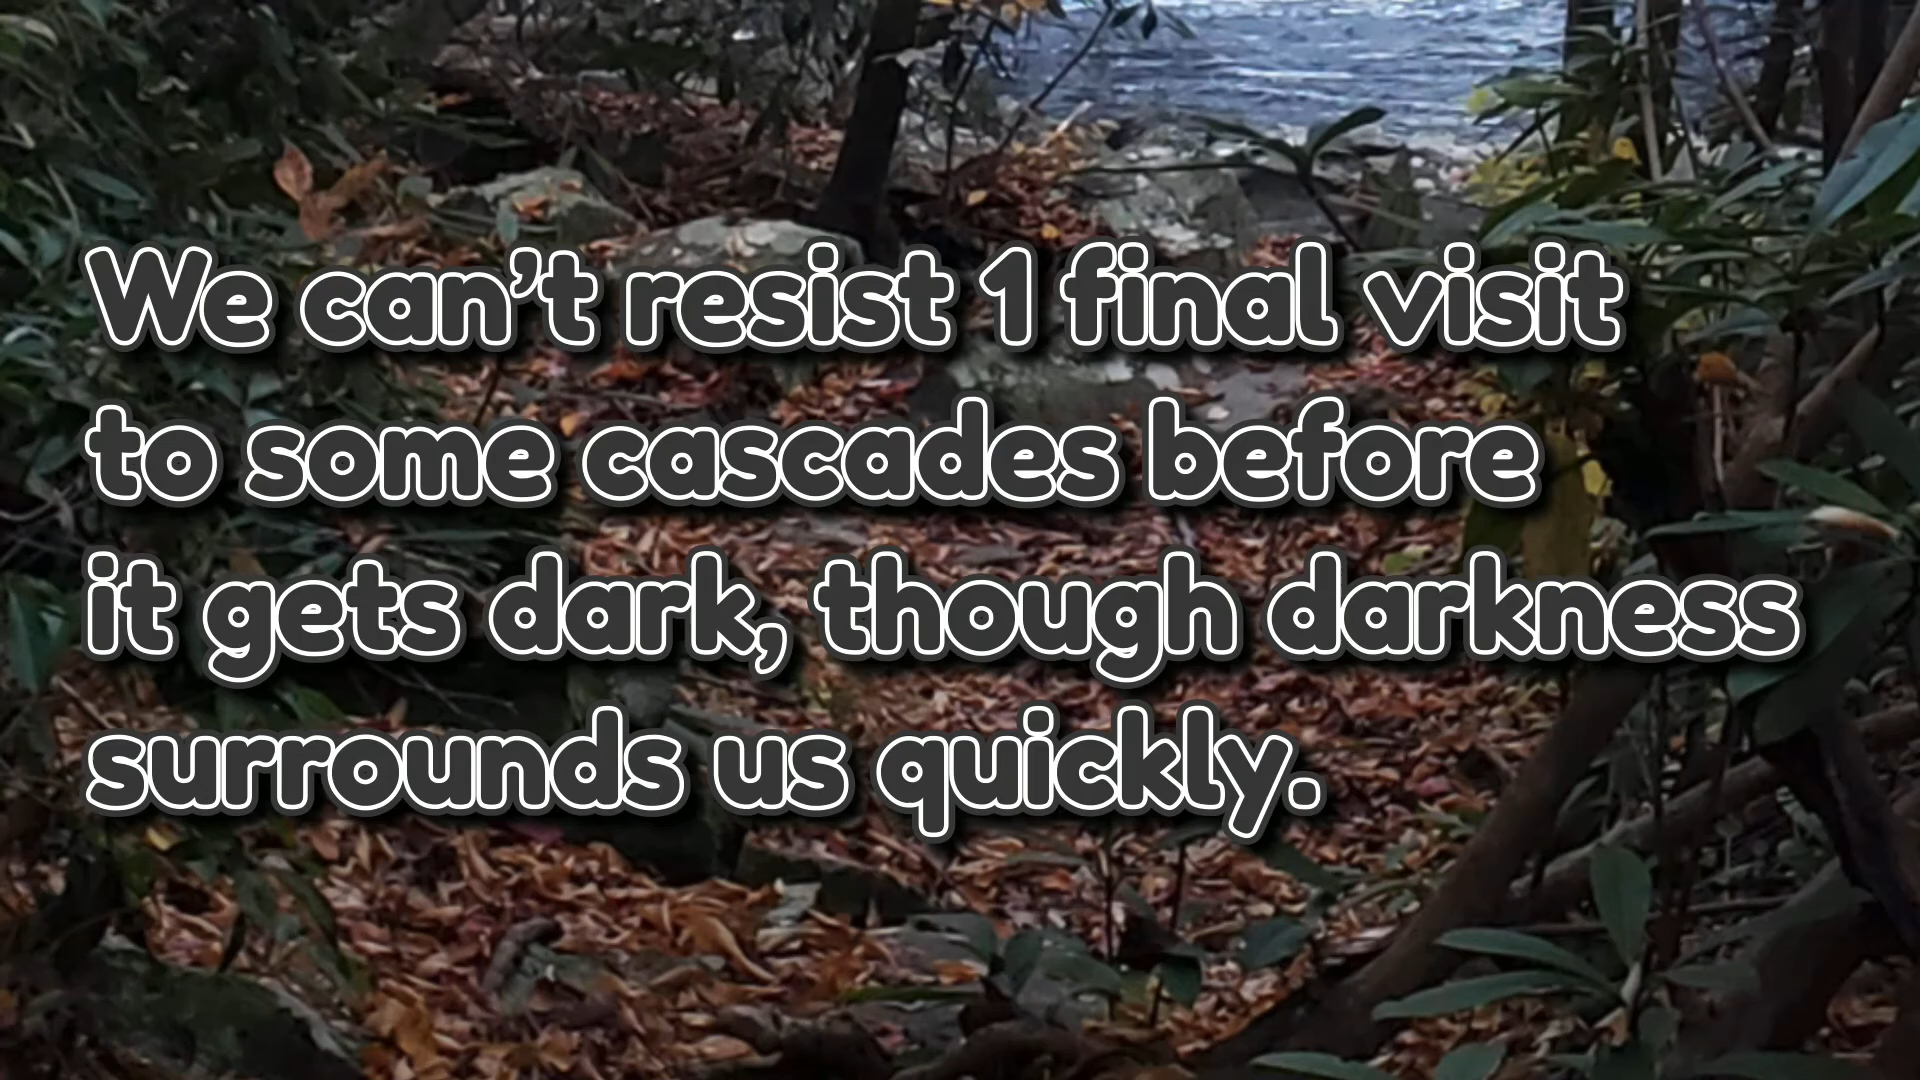 We can’t resist 1 final visit
to some cascades before
it gets dark, though darkness
surrounds us quickly.